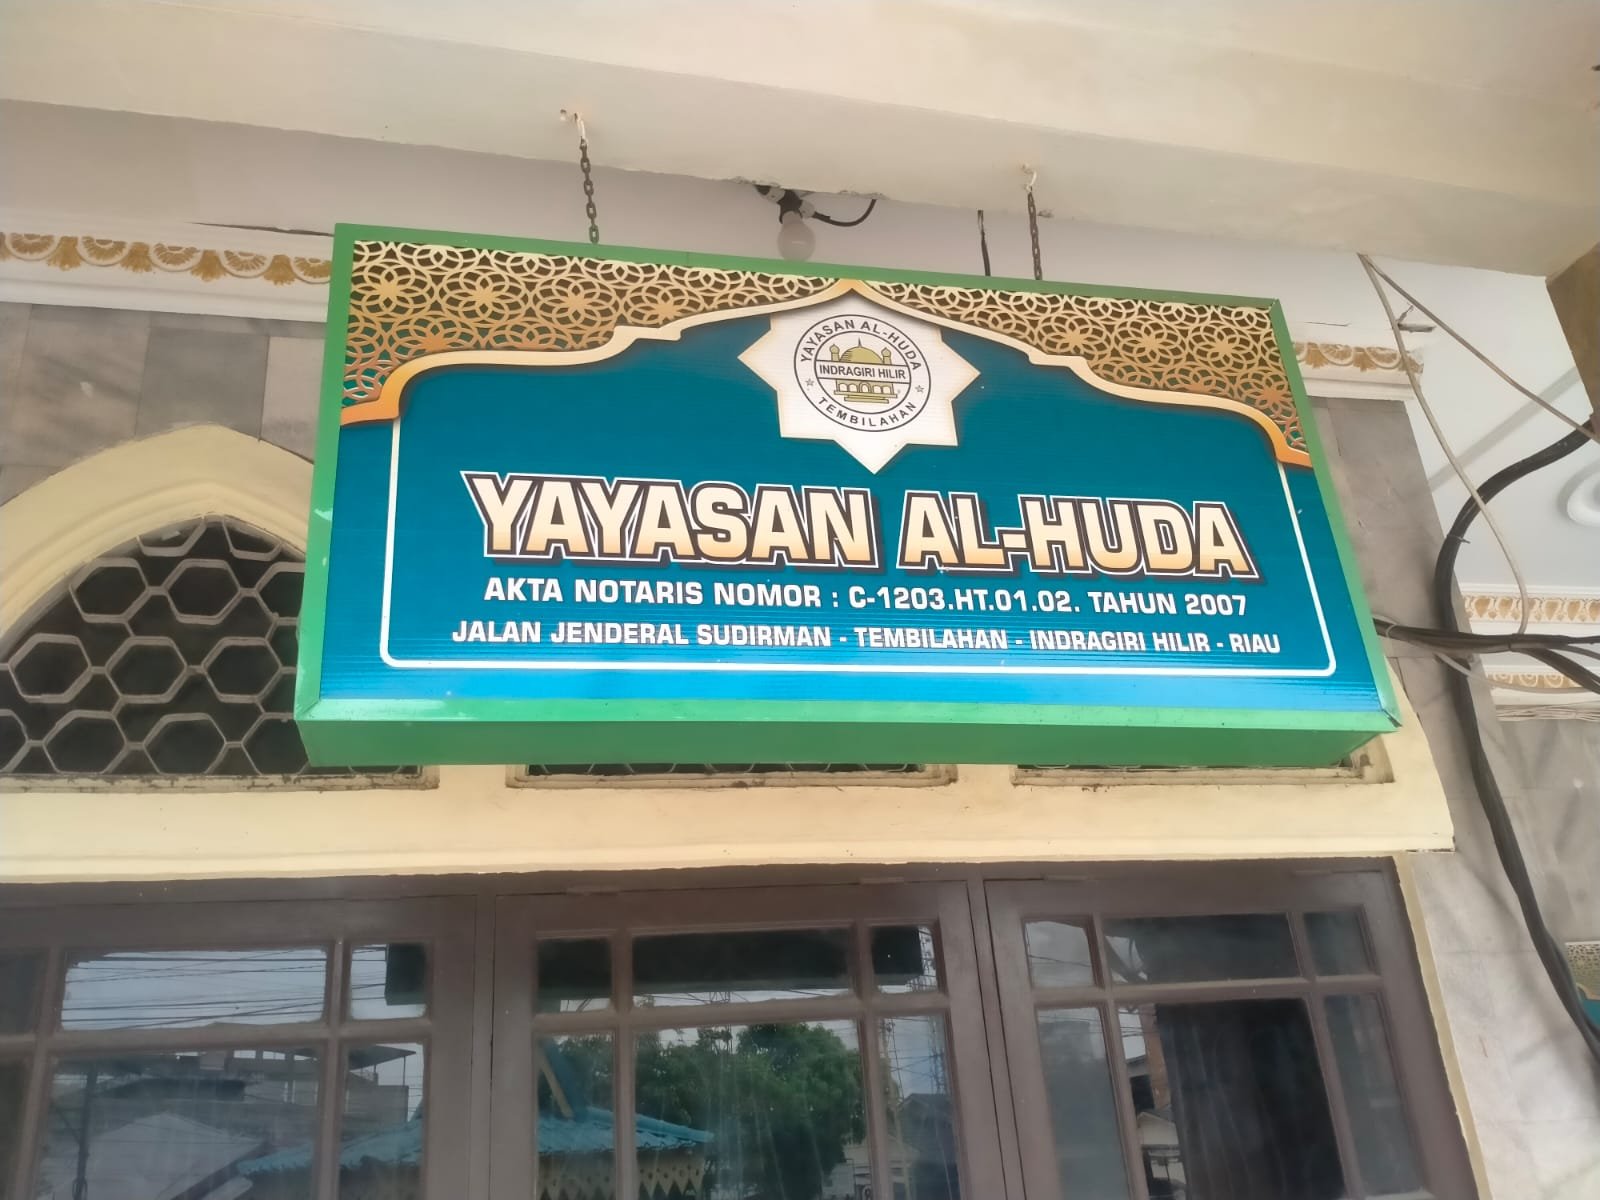 YAYASAN AL-HUDA
INDRAGIRI HILIR
TEMBILAHAN
YAYASAN AL-HUDA
AKTA NOTARIS NOMOR : C-1203.HT.01.02. TAHUN 2007
JALAN JENDERAL SUDIRMAN - TEMBILAHAN - INDRAGIRI HILIR - RIAU